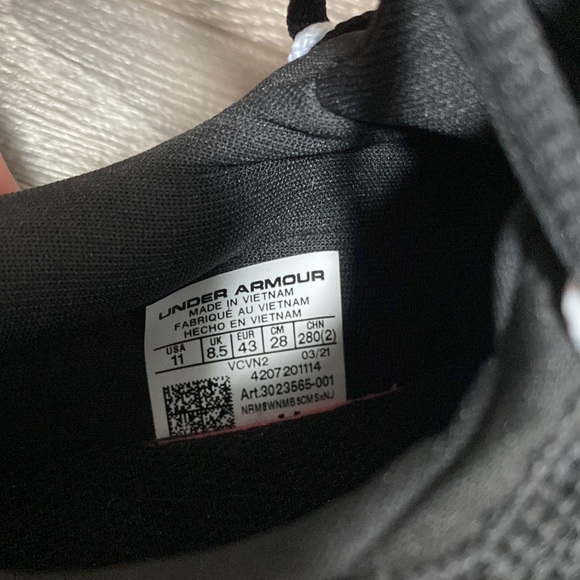 UNDER ARMOUR
MADE IN VIETNAM
FABRIQUÉ AU VIETNAM
HECHO EN VIETNAM
USA UK EUR CM CHN
11 8.5 43 28 280(2)
VCVN2 03/21
4207201114
Art.3023565-001